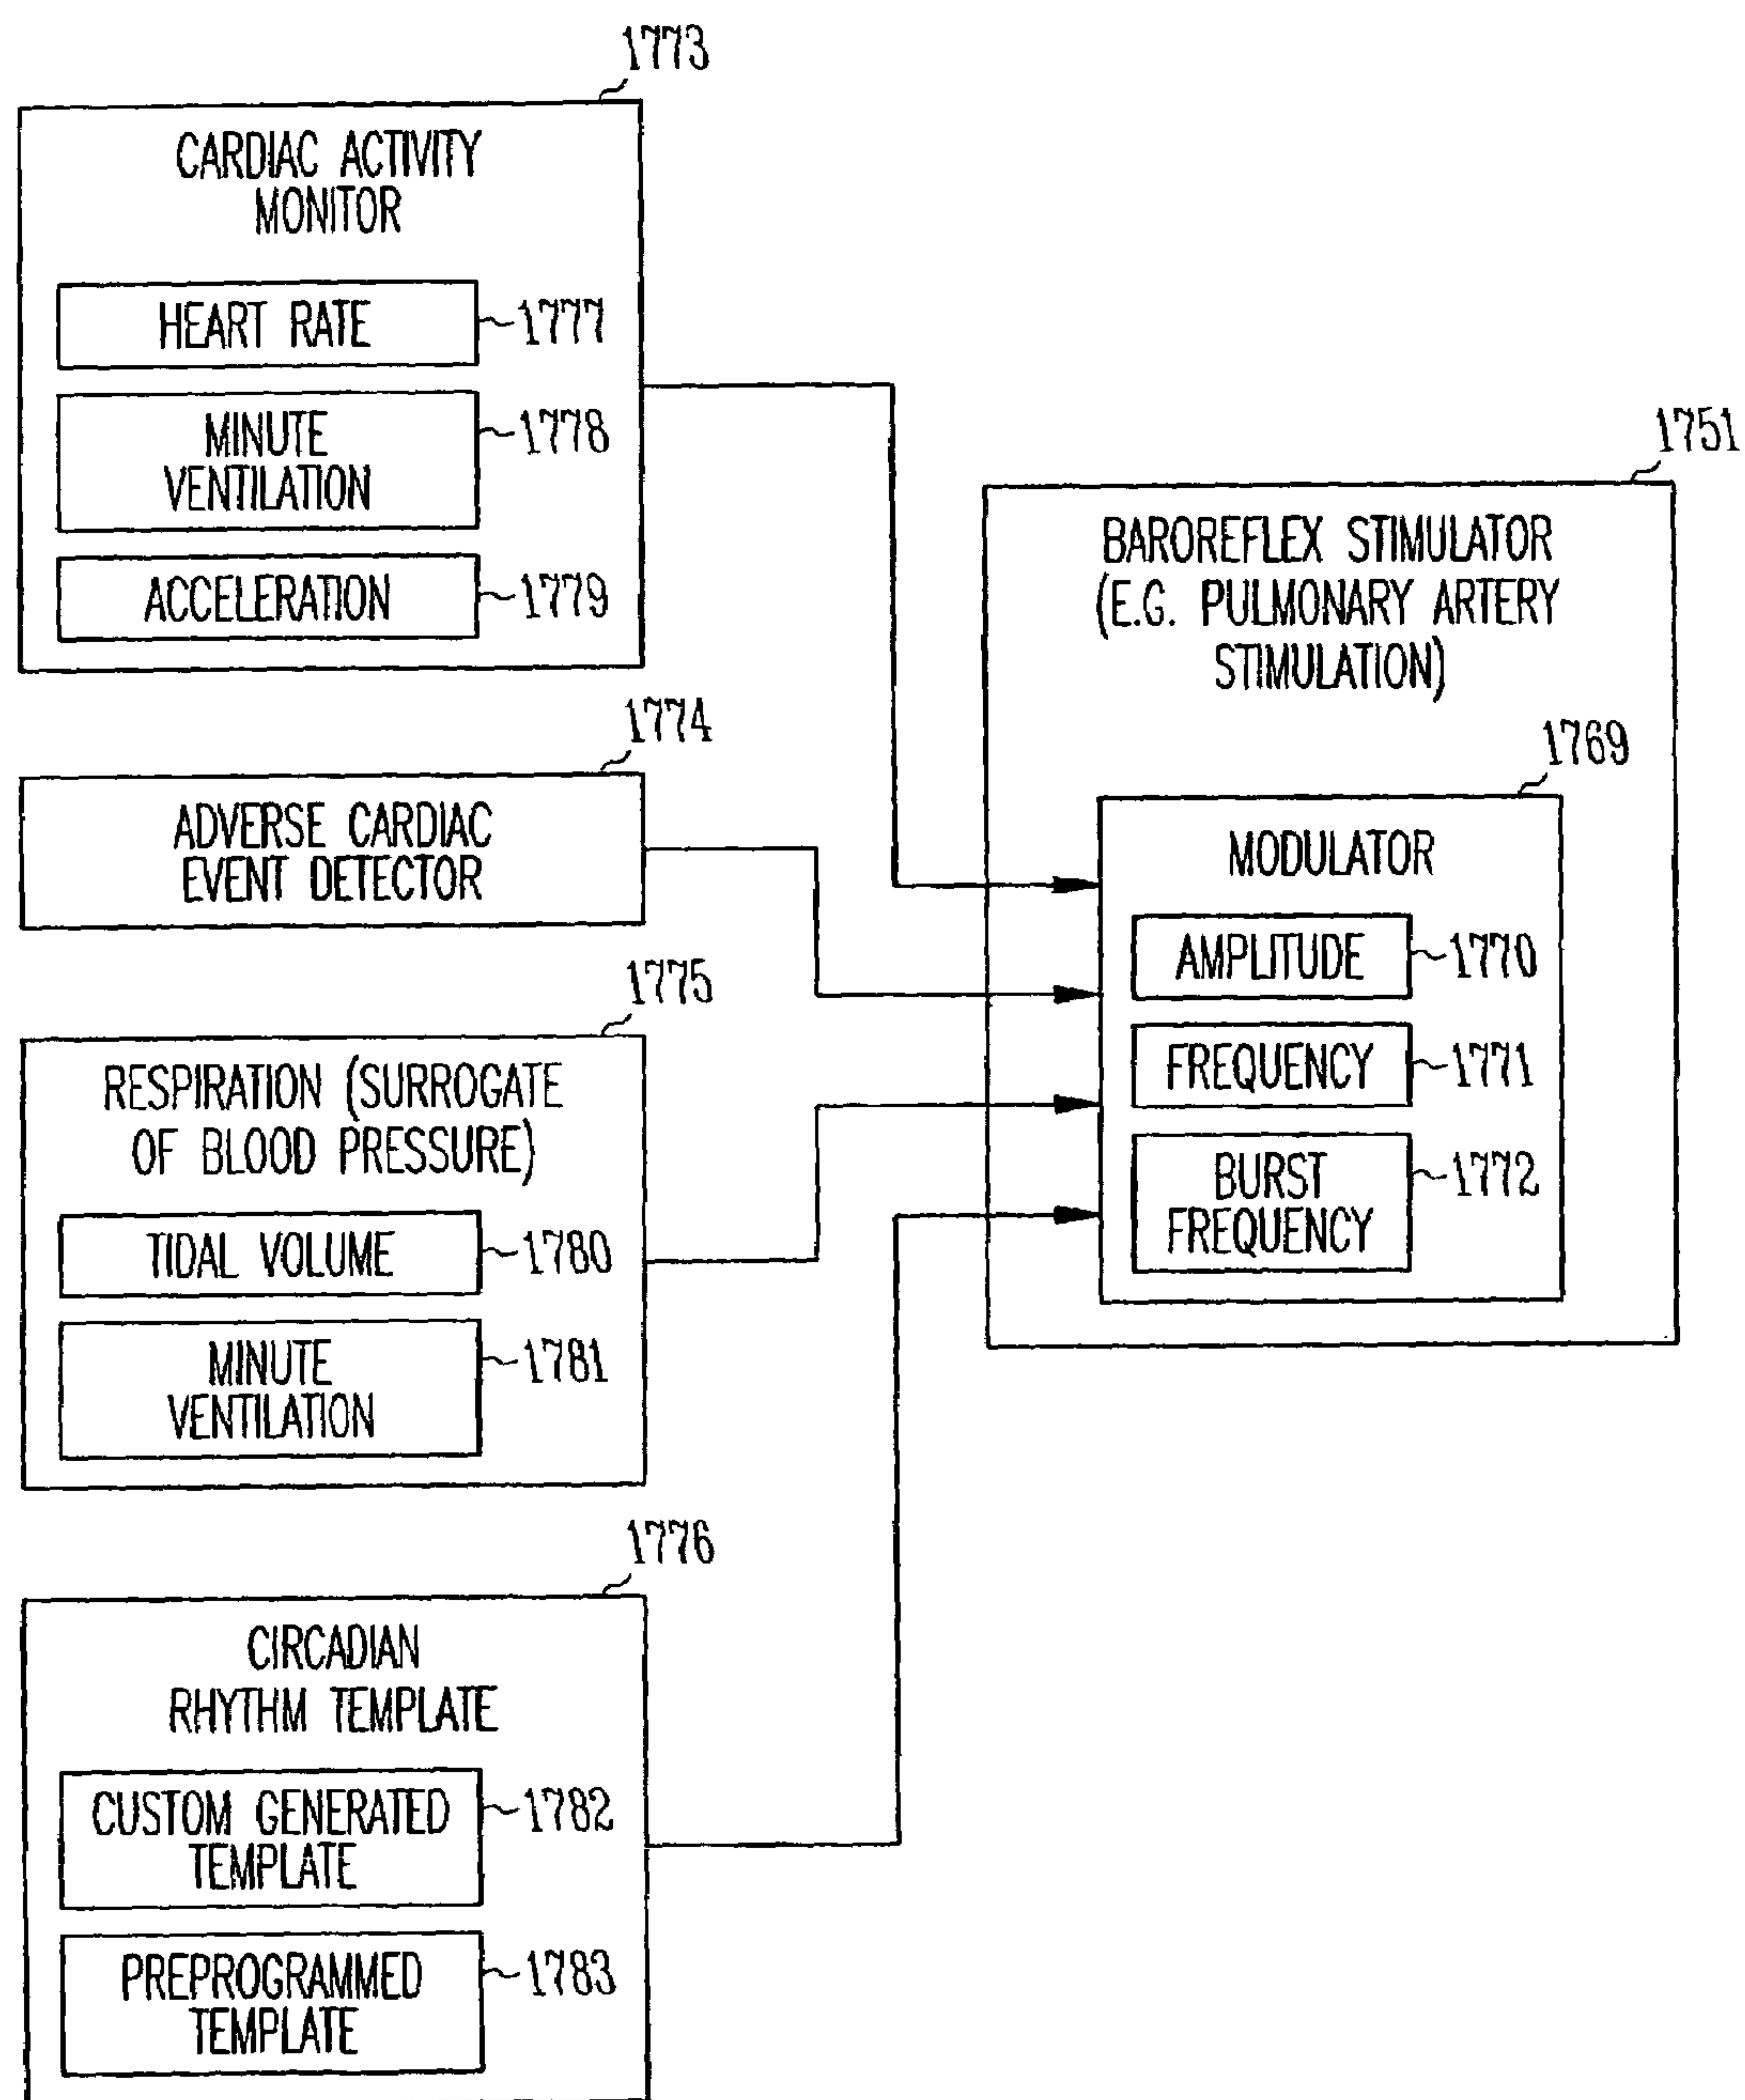 1773
CARDIAC ACTIVITY
MONITOR
HEART RATE
1777
MINUTE
VENTILATION
1778
ACCELERATION
1779
1774
ADVERSE CARDIAC
EVENT DETECTOR
1775
RESPIRATION (SURROGATE
OF BLOOD PRESSURE)
TIDAL VOLUME
1780
MINUTE
VENTILATION
1781
1776
CIRCADIAN
RHYTHM TEMPLATE
CUSTOM GENERATED
TEMPLATE
1782
PREPROGRAMMED
TEMPLATE
1783
1751
BAROREFLEX STIMULATOR
(E.G. PULMONARY ARTERY
STIMULATION)
1769
MODULATOR
AMPLITUDE
1770
FREQUENCY
1771
BURST
FREQUENCY
1772